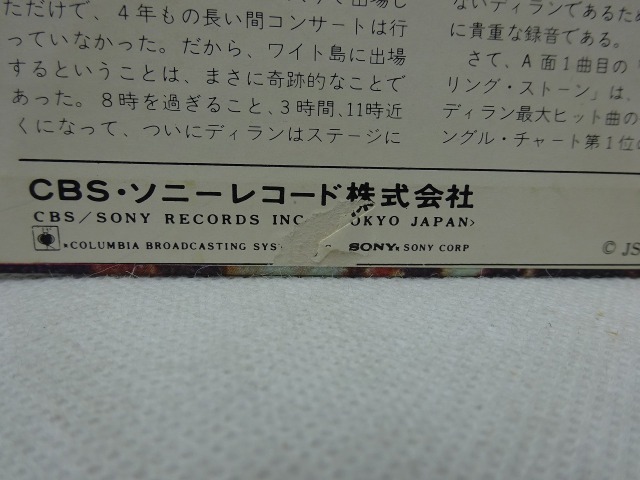 だけで、4年もの長い間コンサートは行
っていなかった。だから、ワイト島に出場
するということは、まさに奇跡的なことで
あった。8時を過ぎること、3時間、11時近
くになって、ついにディランはステージに
ないディランであるため
に貴重な録音である。
さて、A面1曲目の
リング・ストーン」は、
ディラン最大ヒット曲の
ングル・チャート第1位の
CBS・ソニーレコード株式会社
CBS/SONY RECORDS INC OKYO JAPAN>
COLUMBIA BROADCASTING SYS
SONY, SONY CORP
© JS